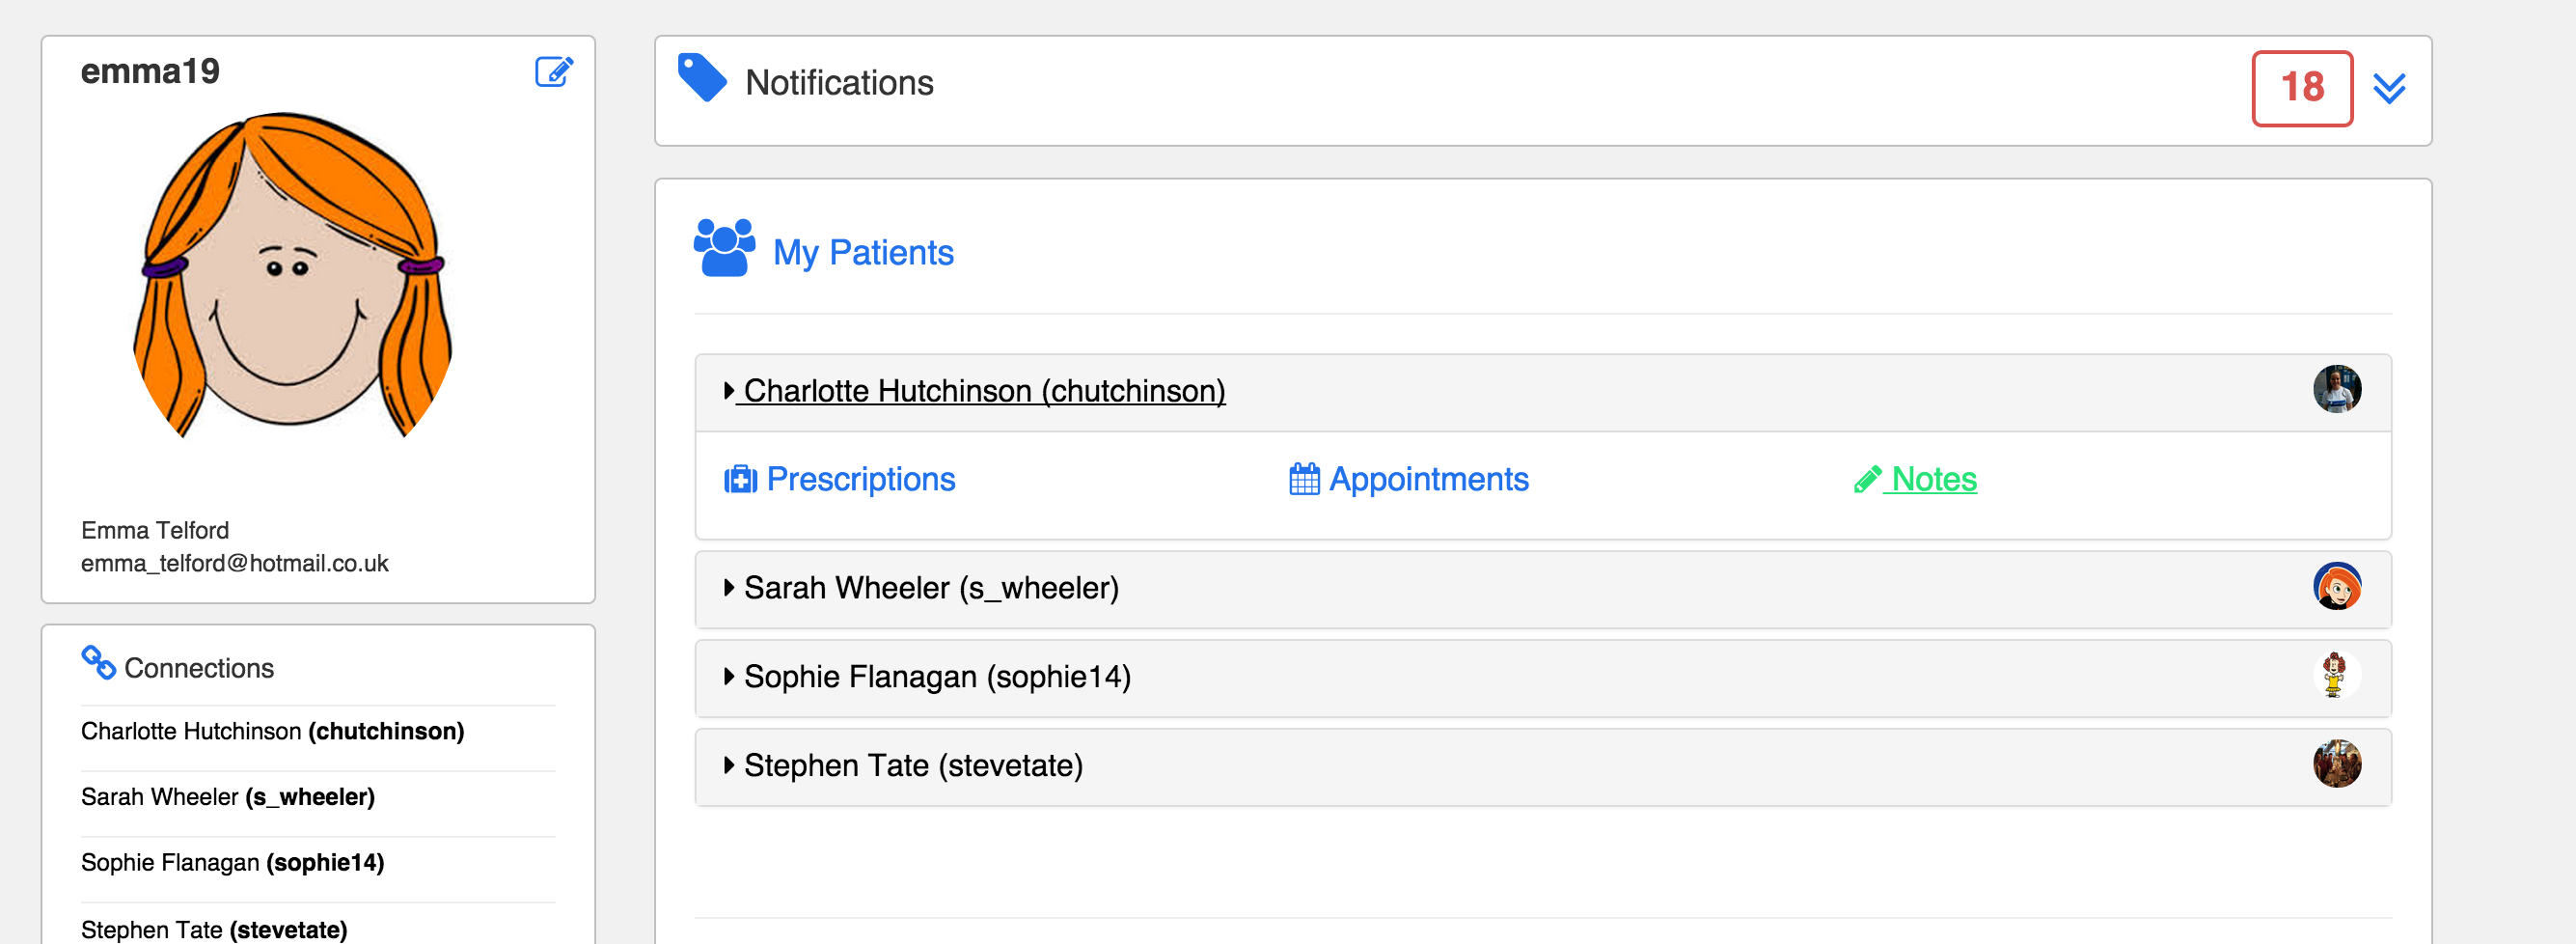 emma19
Emma Telford
emma_telford@hotmail.co.uk
Connections
Charlotte Hutchinson (chutchinson)
Sarah Wheeler (s_wheeler)
Sophie Flanagan (sophie14)
Stephen Tate (stevetate)
Notifications
18
My Patients
Charlotte Hutchinson (chutchinson)
Prescriptions Appointments Notes
Sarah Wheeler (s_wheeler)
Sophie Flanagan (sophie14)
Stephen Tate (stevetate)